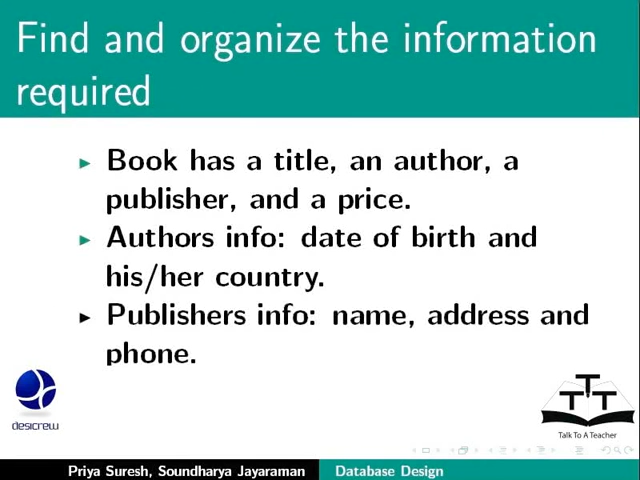 Find and organize the information
required
Book has a title, an author, a
publisher, and a price.
Authors info: date of birth and
his/her country.
Publishers info: name, address and
phone.
desicrew
TTT
Talk To A Teacher
Priya Suresh, Soundharya Jayaraman Database Design